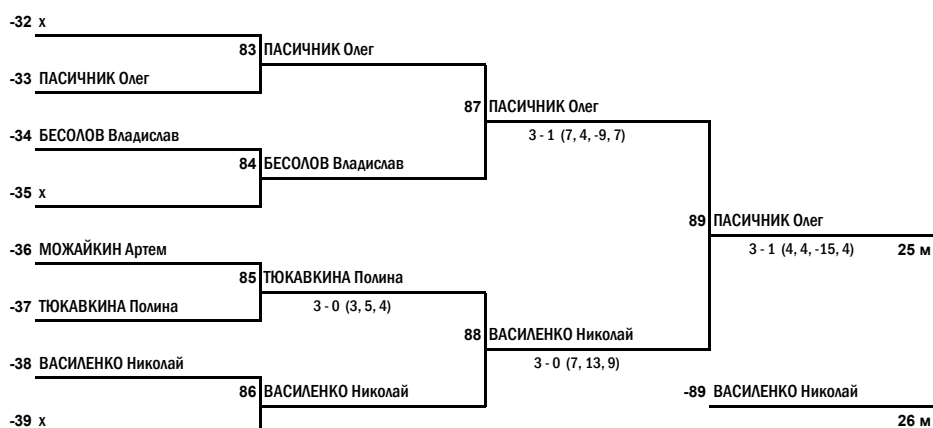 -32 х
83 ПАСИЧНИК Олег
-33 ПАСИЧНИК Олег
87 ПАСИЧНИК Олег
3 - 1 (7, 4, -9, 7)
-34 БЕСОЛОВ Владислав
84 БЕСОЛОВ Владислав
-35 х
89 ПАСИЧНИК Олег
3 - 1 (4, 4, -15, 4) 25 м
-36 МОЖАЙКИН Артем
85 ТЮКАВКИНА Полина
3 - 0 (3, 5, 4)
-37 ТЮКАВКИНА Полина
88 ВАСИЛЕНКО Николай
3 - 0 (7, 13, 9)
-38 ВАСИЛЕНКО Николай
86 ВАСИЛЕНКО Николай
-39 х
-89 ВАСИЛЕНКО Николай
26 м